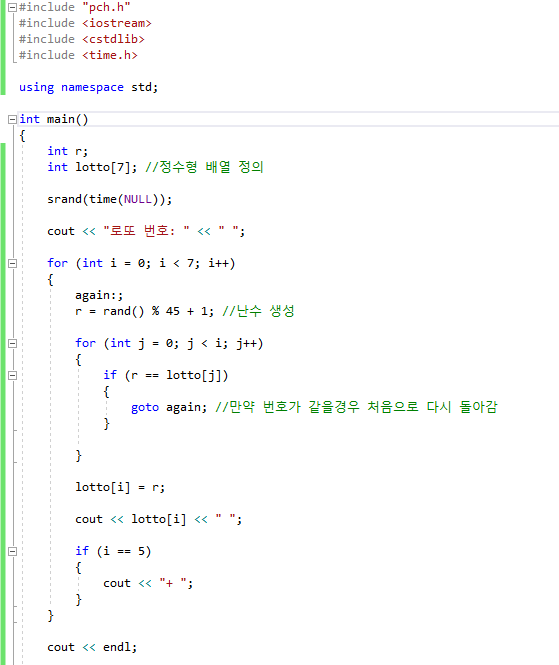 #include "pch.h"
#include <iostream>
#include <cstdlib>
#include <time.h>
using namespace std;
int main()
{
int r;
int lotto[7]; //정수형 배열 정의
srand(time(NULL));
cout << "로또 번호: " << " ";
for (int i = 0; i < 7; i++)
{
again:;
r = rand() % 45 + 1; //난수 생성
for (int j = 0; j < i; j++)
{
if (r == lotto[j])
{
goto again; //만약 번호가 같을경우 처음으로 다시 돌아감
}
}
lotto[i] = r;
cout << lotto[i] << " ";
if (i == 5)
{
cout << "+ ";
}
}
cout << endl;